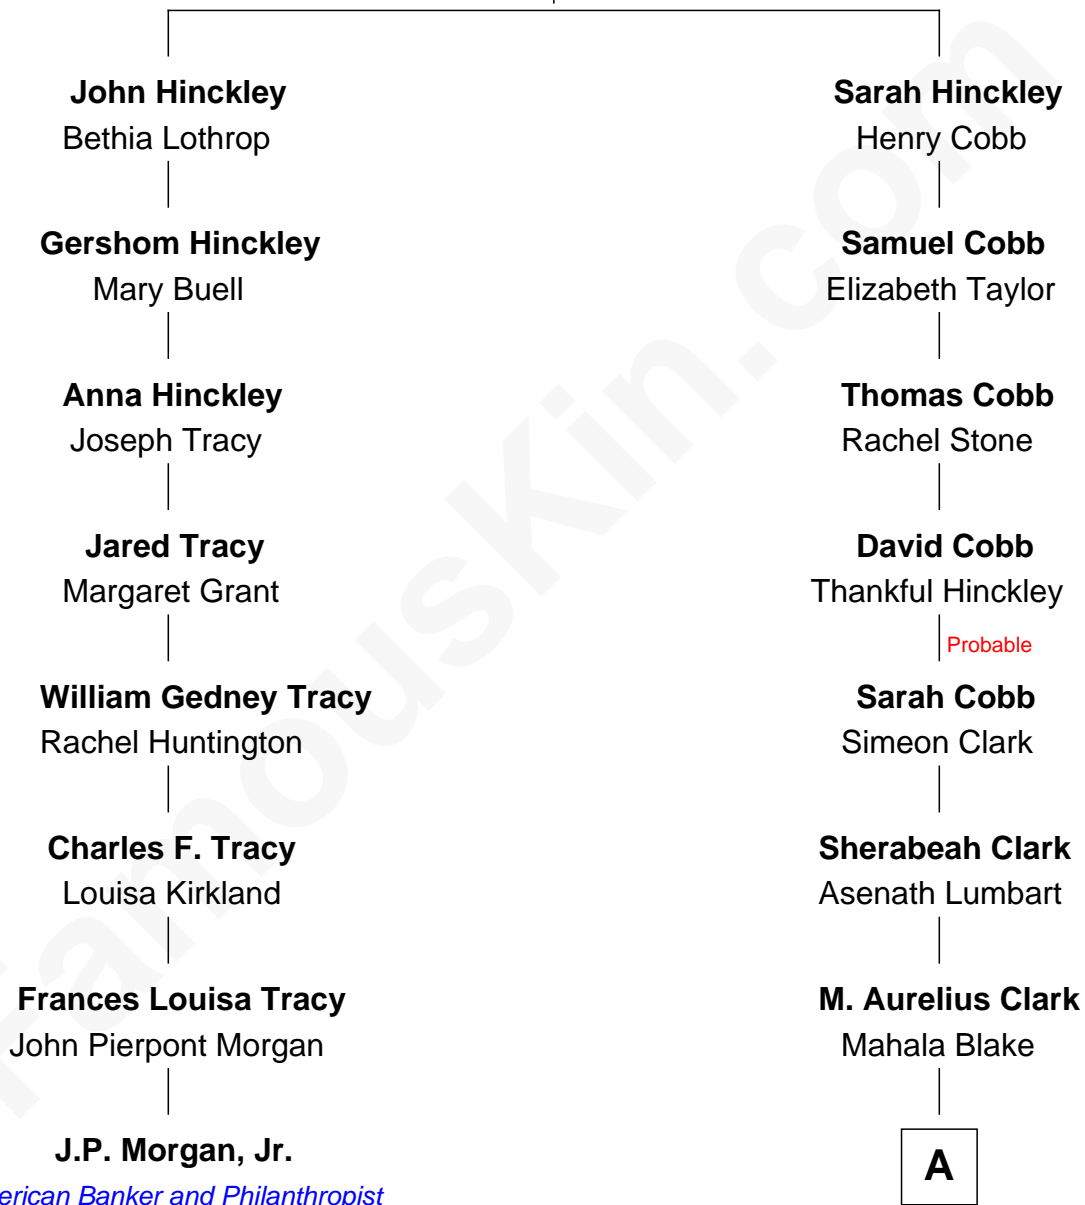 John Hinckley
Bethia Lothrop
Gershom Hinckley
Mary Buell
Anna Hinckley
Joseph Tracy
Jared Tracy
Margaret Grant
William Gedney Tracy
Rachel Huntington
Charles F. Tracy
Louisa Kirkland
Frances Louisa Tracy
John Pierpont Morgan
J.P. Morgan, Jr.
erican Banker and Philanthropist
Sarah Hinckley
Henry Cobb
Samuel Cobb
Elizabeth Taylor
Thomas Cobb
Rachel Stone
David Cobb
Thankful Hinckley
Probable
Sarah Cobb
Simeon Clark
Sherabeah Clark
Asenath Lumbart
M. Aurelius Clark
Mahala Blake
A
FamousKin.com